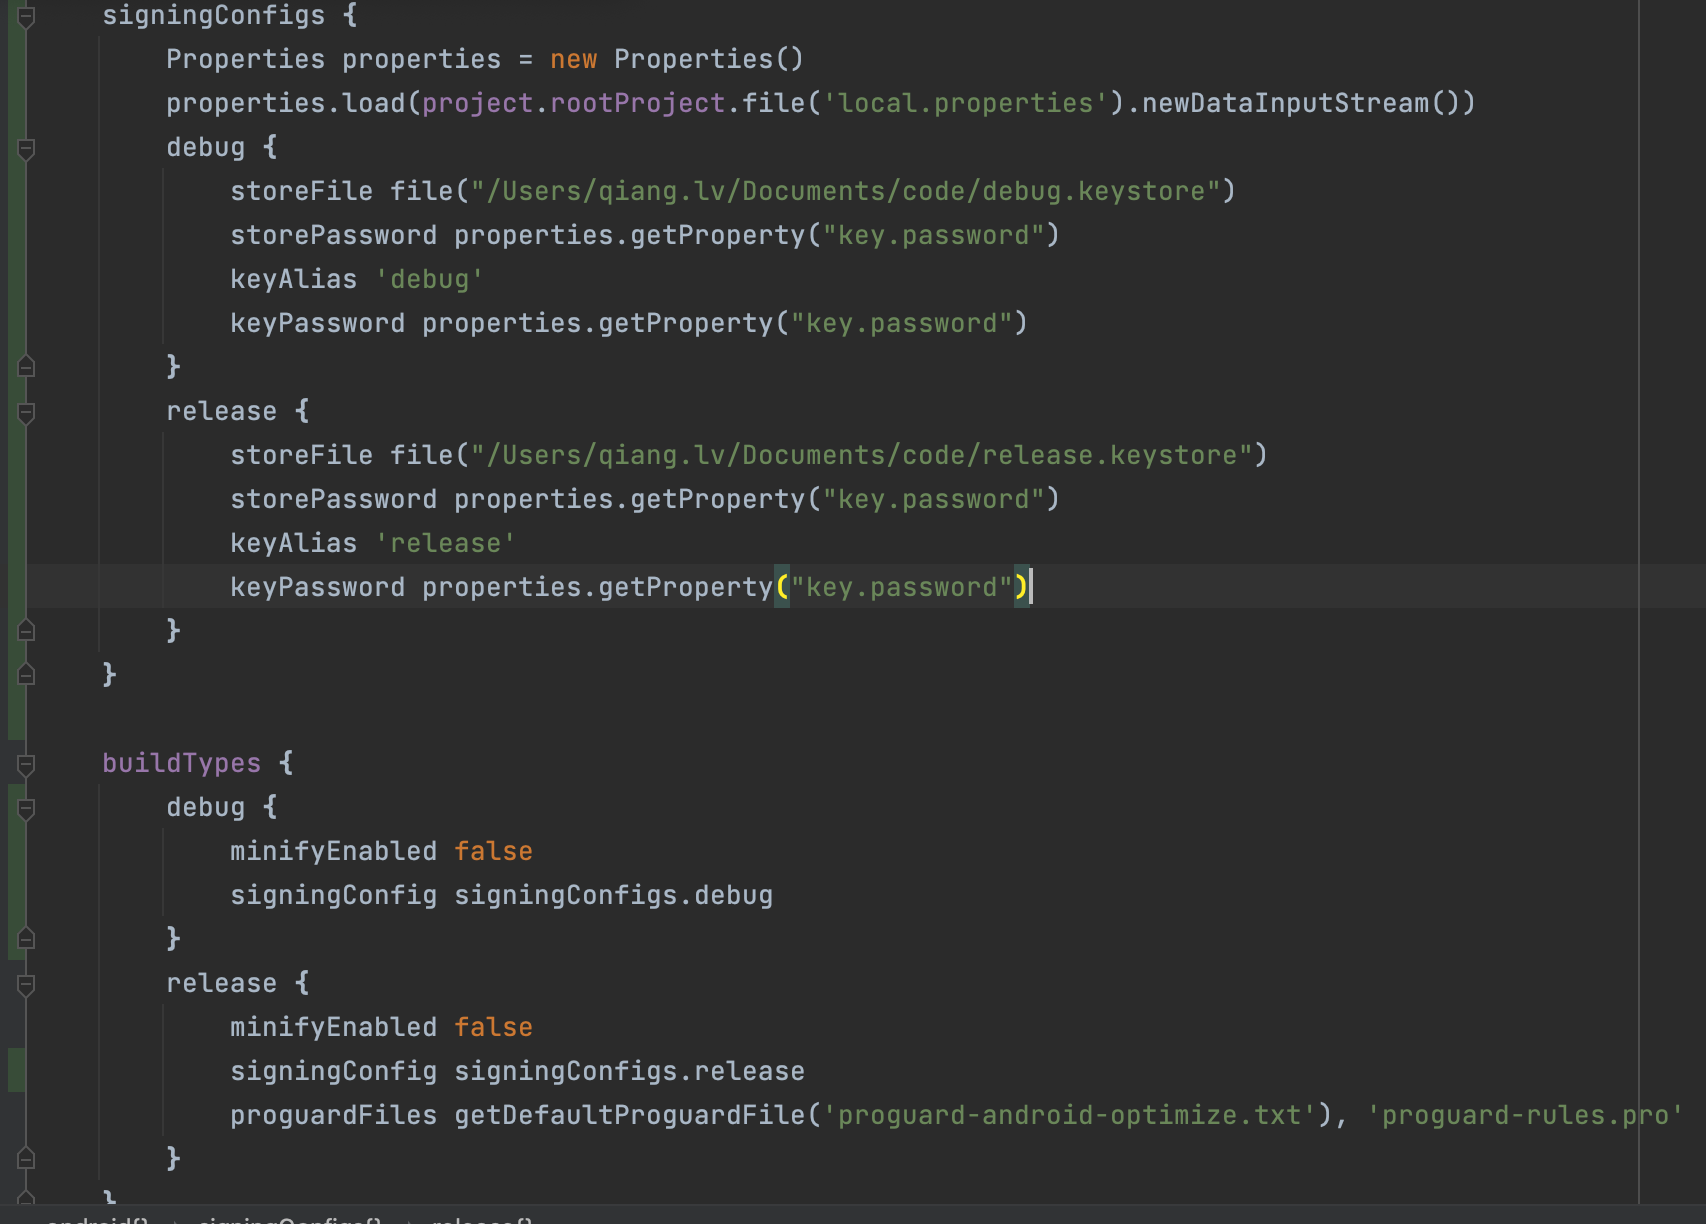 signingConfigs {
Properties properties = new Properties()
properties.load(project.rootProject.file('local.properties').newDataInputStream())
debug {
storeFile file("/Users/qiang.lv/Documents/code/debug.keystore")
storePassword properties.getProperty("key.password")
keyAlias 'debug'
keyPassword properties.getProperty("key.password")
}
release {
storeFile file("/Users/qiang.lv/Documents/code/release.keystore")
storePassword properties.getProperty("key.password")
keyAlias 'release'
keyPassword properties.getProperty("key.password")
}
}
buildTypes {
debug {
minifyEnabled false
signingConfig signingConfigs.debug
}
release {
minifyEnabled false
signingConfig signingConfigs.release
proguardFiles getDefaultProguardFile('proguard-android-optimize.txt'), 'proguard-rules.pro'
}
}
android{} › signingConfigs{} › release{}